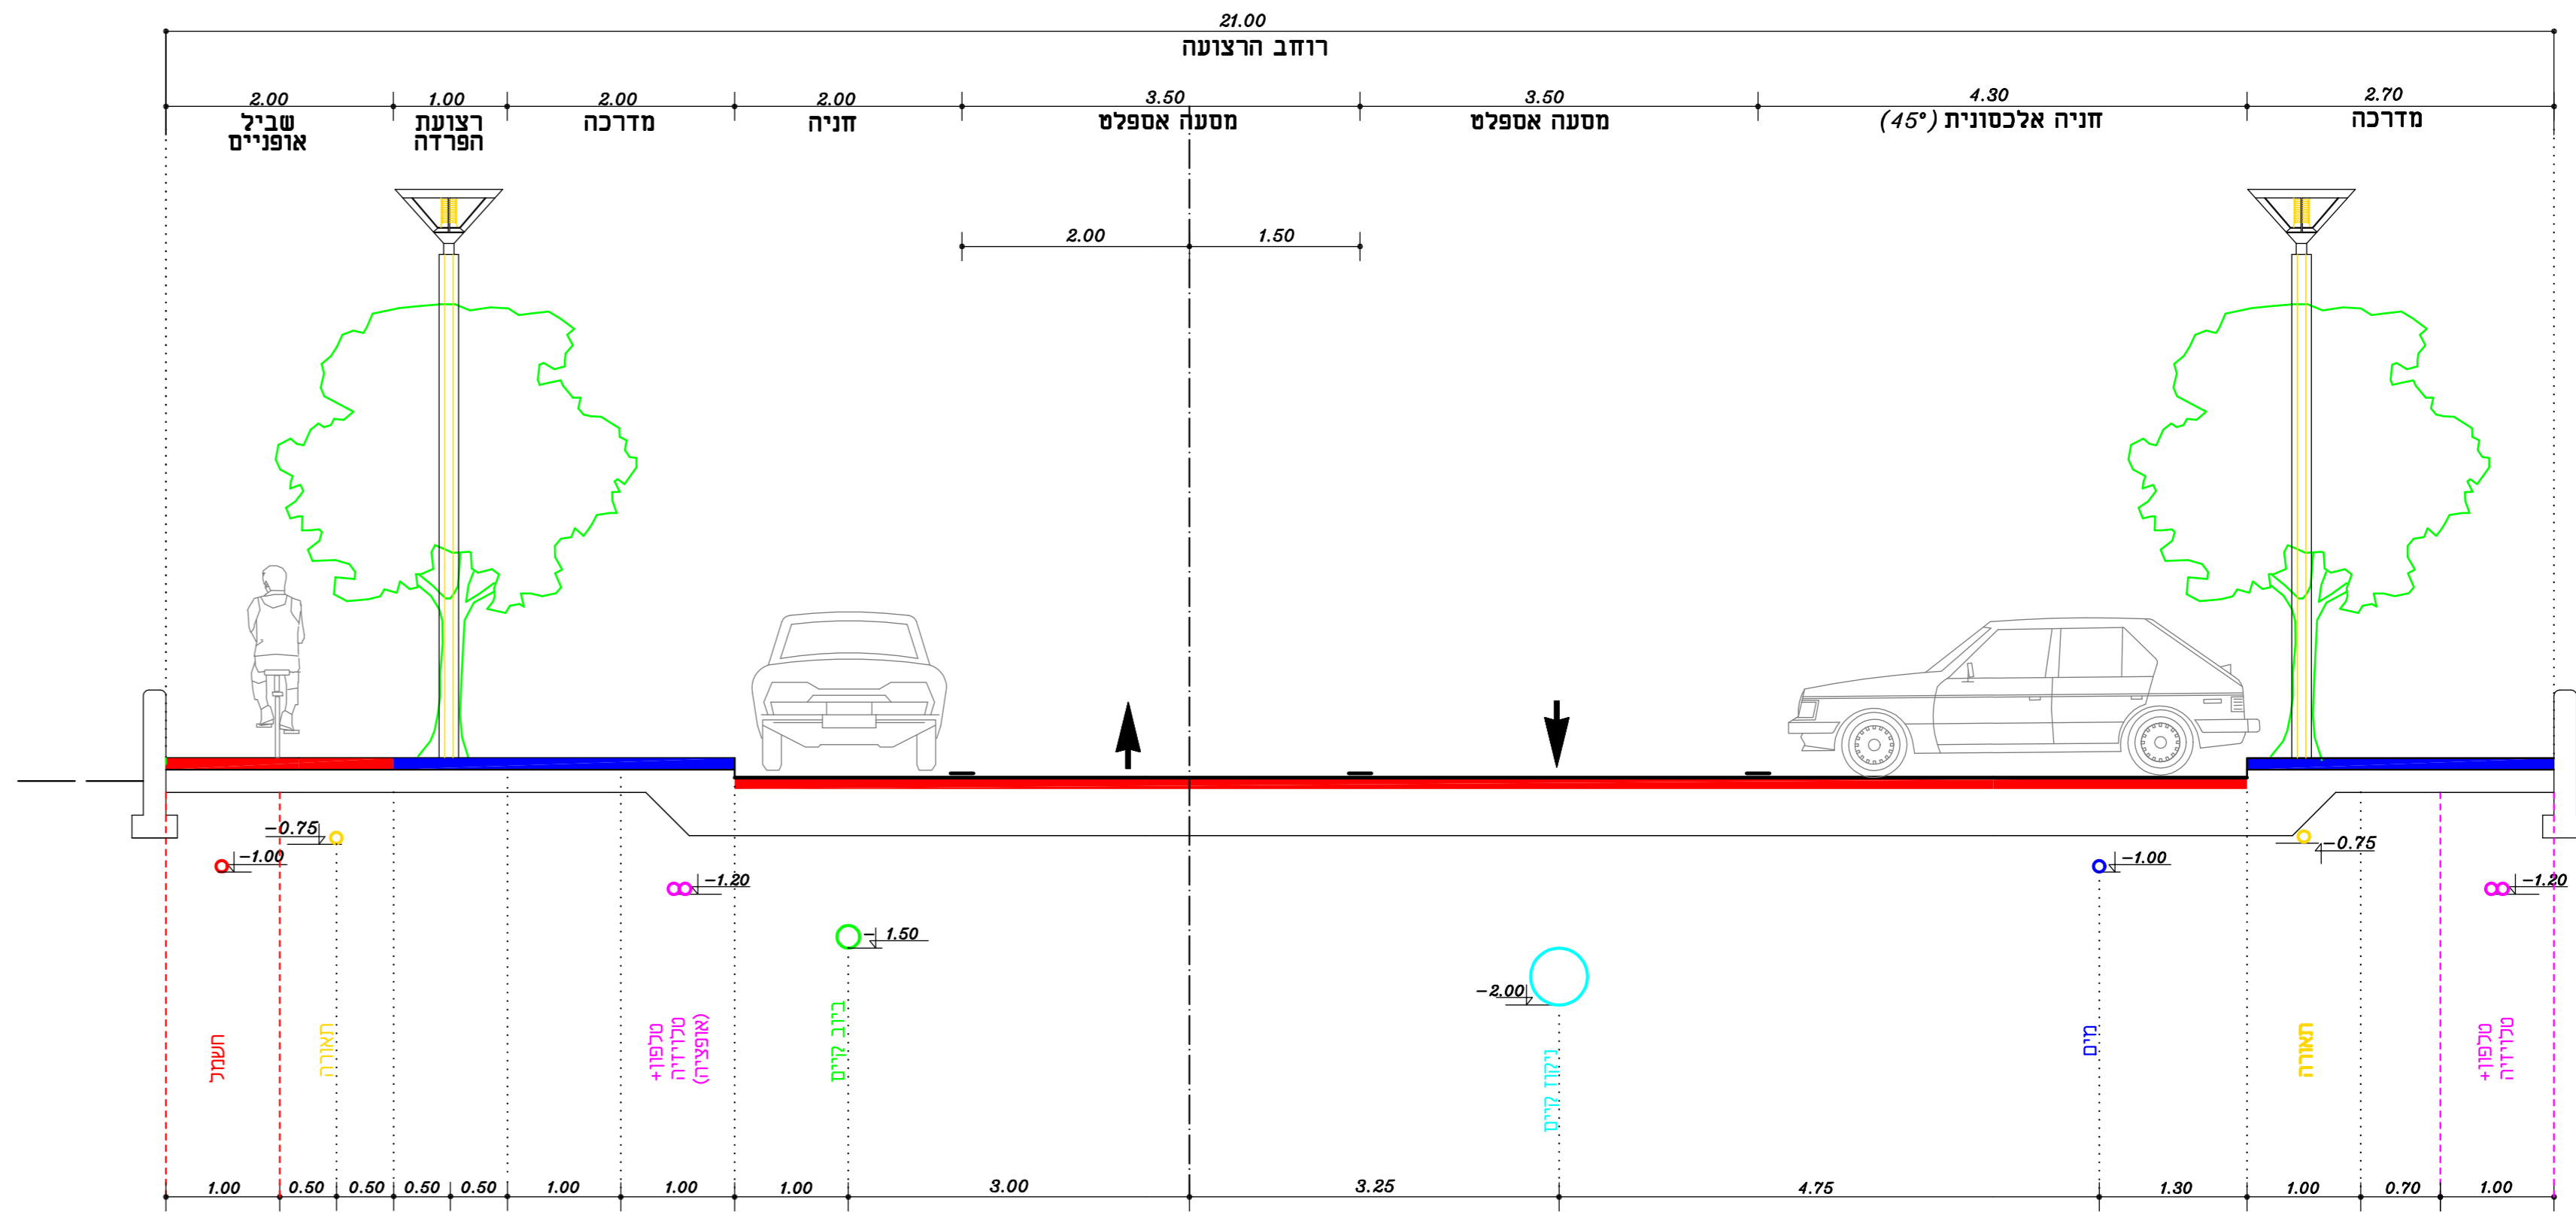 21.00
רוחב הרצועה
2.00 1.00 2.00 2.00 3.50 3.50 4.30 2.70
שביל
אופניים
רצועת
הפרדה
מדרכה
חניה
מסעה אספלט
מסעה אספלט
חניה אלכסונית (45°)
מדרכה
2.00 1.50
-0.75
-1.00
-1.20
- 1.50
-2.00
-1.00
-0.75
-1.20
חשמל
תאורה
טלפון+
טלויזיה
(אופציה)
ביוב קיים
ניקוז קיים
מים
תאורה
טלפון+
טלויזיה
1.00 0.50 0.50 0.50 0.50 1.00 1.00 1.00 3.00 3.25 4.75 1.30 1.00 0.70 1.00